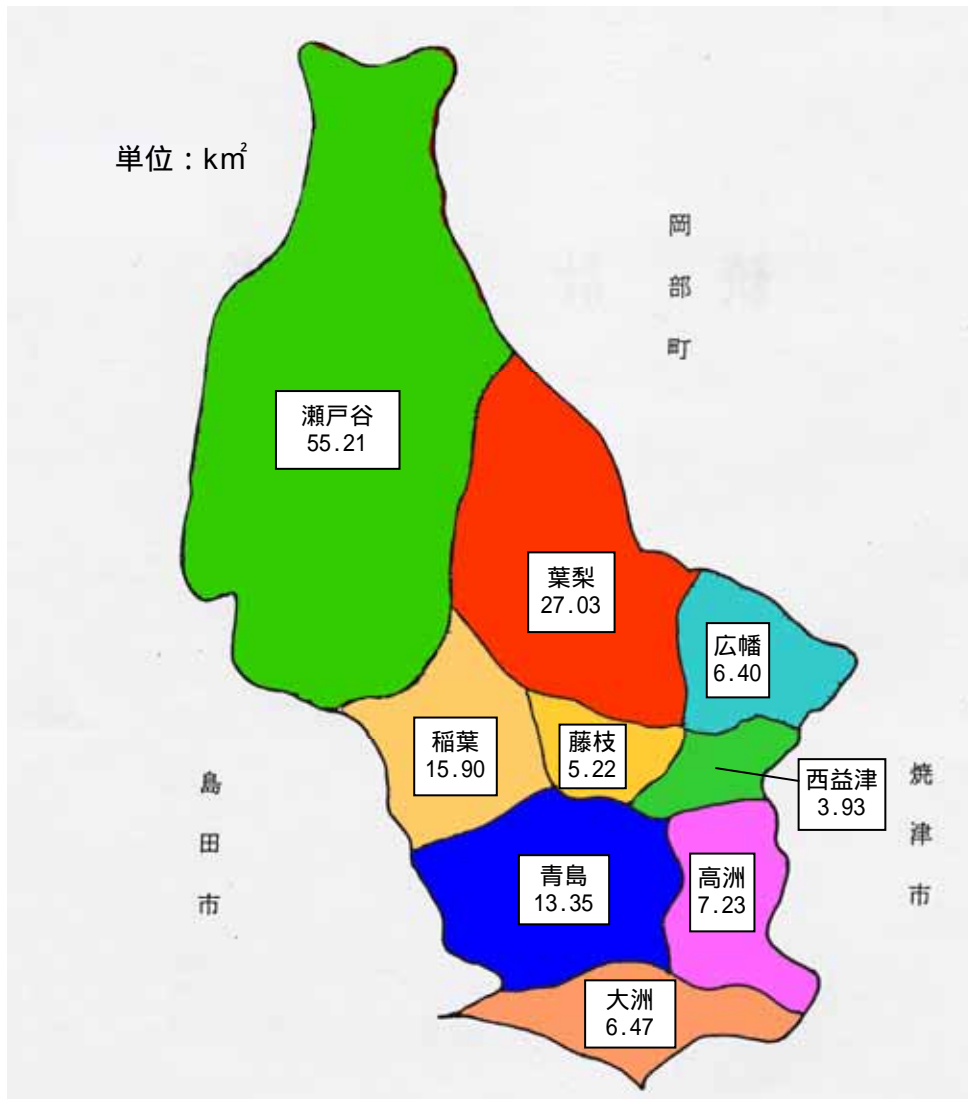 単位：k㎡
岡部町
瀬戸谷
55.21
葉梨
27.03
広幡
6.40
稲葉
15.90
藤枝
5.22
西益津
3.93
島田市
焼津市
青島
13.35
高洲
7.23
大洲
6.47